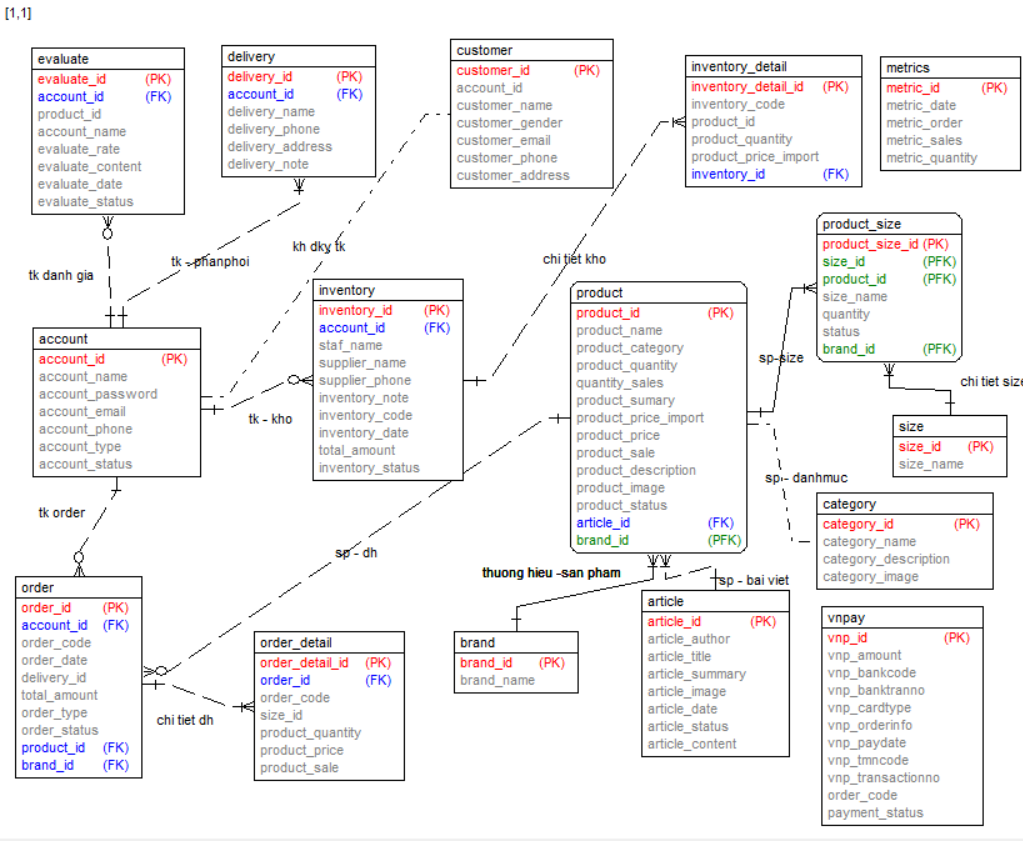 [1,1]
evaluate
evaluate_id (PK)
account_id (FK)
product_id
account_name
evaluate_rate
evaluate_content
evaluate_date
evaluate_status
delivery
delivery_id (PK)
account_id (FK)
delivery_name
delivery_phone
delivery_address
delivery_note
customer
customer_id (PK)
account_id
customer_name
customer_gender
customer_email
customer_phone
customer_address
inventory_detail
inventory_detail_id (PK)
inventory_code
product_id
product_quantity
product_price_import
inventory_id (FK)
metrics
metric_id (PK)
metric_date
metric_order
metric_sales
metric_quantity
tk danh gia
tk - phanphoi
kh dky tk
chi tiet kho
product_size
product_size_id (PK)
size_id (PFK)
product_id (PFK)
size_name
quantity
status
brand_id (PFK)
account
account_id (PK)
account_name
account_password
account_email
account_phone
account_type
account_status
inventory
inventory_id (PK)
account_id (FK)
staf_name
supplier_name
supplier_phone
inventory_note
inventory_code
inventory_date
total_amount
inventory_status
tk - kho
product
product_id (PK)
product_name
product_category
product_quantity
quantity_sales
product_sumary
product_price_import
product_price
product_sale
product_description
product_image
product_status
article_id (FK)
brand_id (PFK)
sp-size
chi tiet size
size
size_id (PK)
size_name
sp - danhmuc
category
category_id (PK)
category_name
category_description
category_image
tk order
sp - dh
thuong hieu -san pham
sp - bai viet
order
order_id (PK)
account_id (FK)
order_code
order_date
delivery_id
total_amount
order_type
order_status
product_id (FK)
brand_id (FK)
chi tiet dh
order_detail
order_detail_id (PK)
order_id (FK)
order_code
size_id
product_quantity
product_price
product_sale
brand
brand_id (PK)
brand_name
article
article_id (PK)
article_author
article_title
article_summary
article_image
article_date
article_status
article_content
vnpay
vnp_id (PK)
vnp_amount
vnp_bankcode
vnp_banktranno
vnp_cardtype
vnp_orderinfo
vnp_paydate
vnp_tmncode
vnp_transactionno
order_code
payment_status